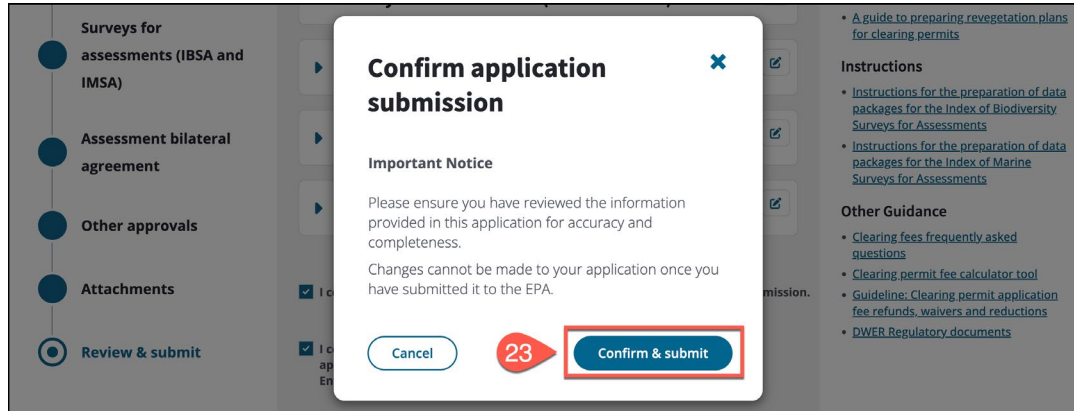 Surveys for
assessments (IBSA and
IMSA)
Assessment bilateral
agreement
Other approvals
Attachments
Review & submit
I c
mission.
I c
ap
En
Confirm application
submission
Important Notice
Please ensure you have reviewed the information
provided in this application for accuracy and
completeness.
Changes cannot be made to your application once you
have submitted it to the EPA.
Cancel
23
Confirm & submit
A guide to preparing revegetation plans
for clearing permits
Instructions
Instructions for the preparation of data
packages for the Index of Biodiversity
Surveys for Assessments
Instructions for the preparation of data
packages for the Index of Marine
Surveys for Assessments
Other Guidance
Clearing fees frequently asked
questions
Clearing permit fee calculator tool
Guideline: Clearing permit application
fee refunds, waivers and reductions
DWER Regulatory documents